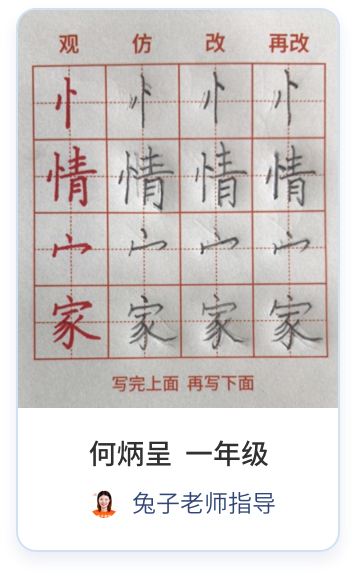 观 仿 改 再改
忄 忄 忄 忄
情 情 情 情
宀 宀 宀 宀
家 家 家 家
写完上面 再写下面
何炳呈 一年级
兔子老师指导